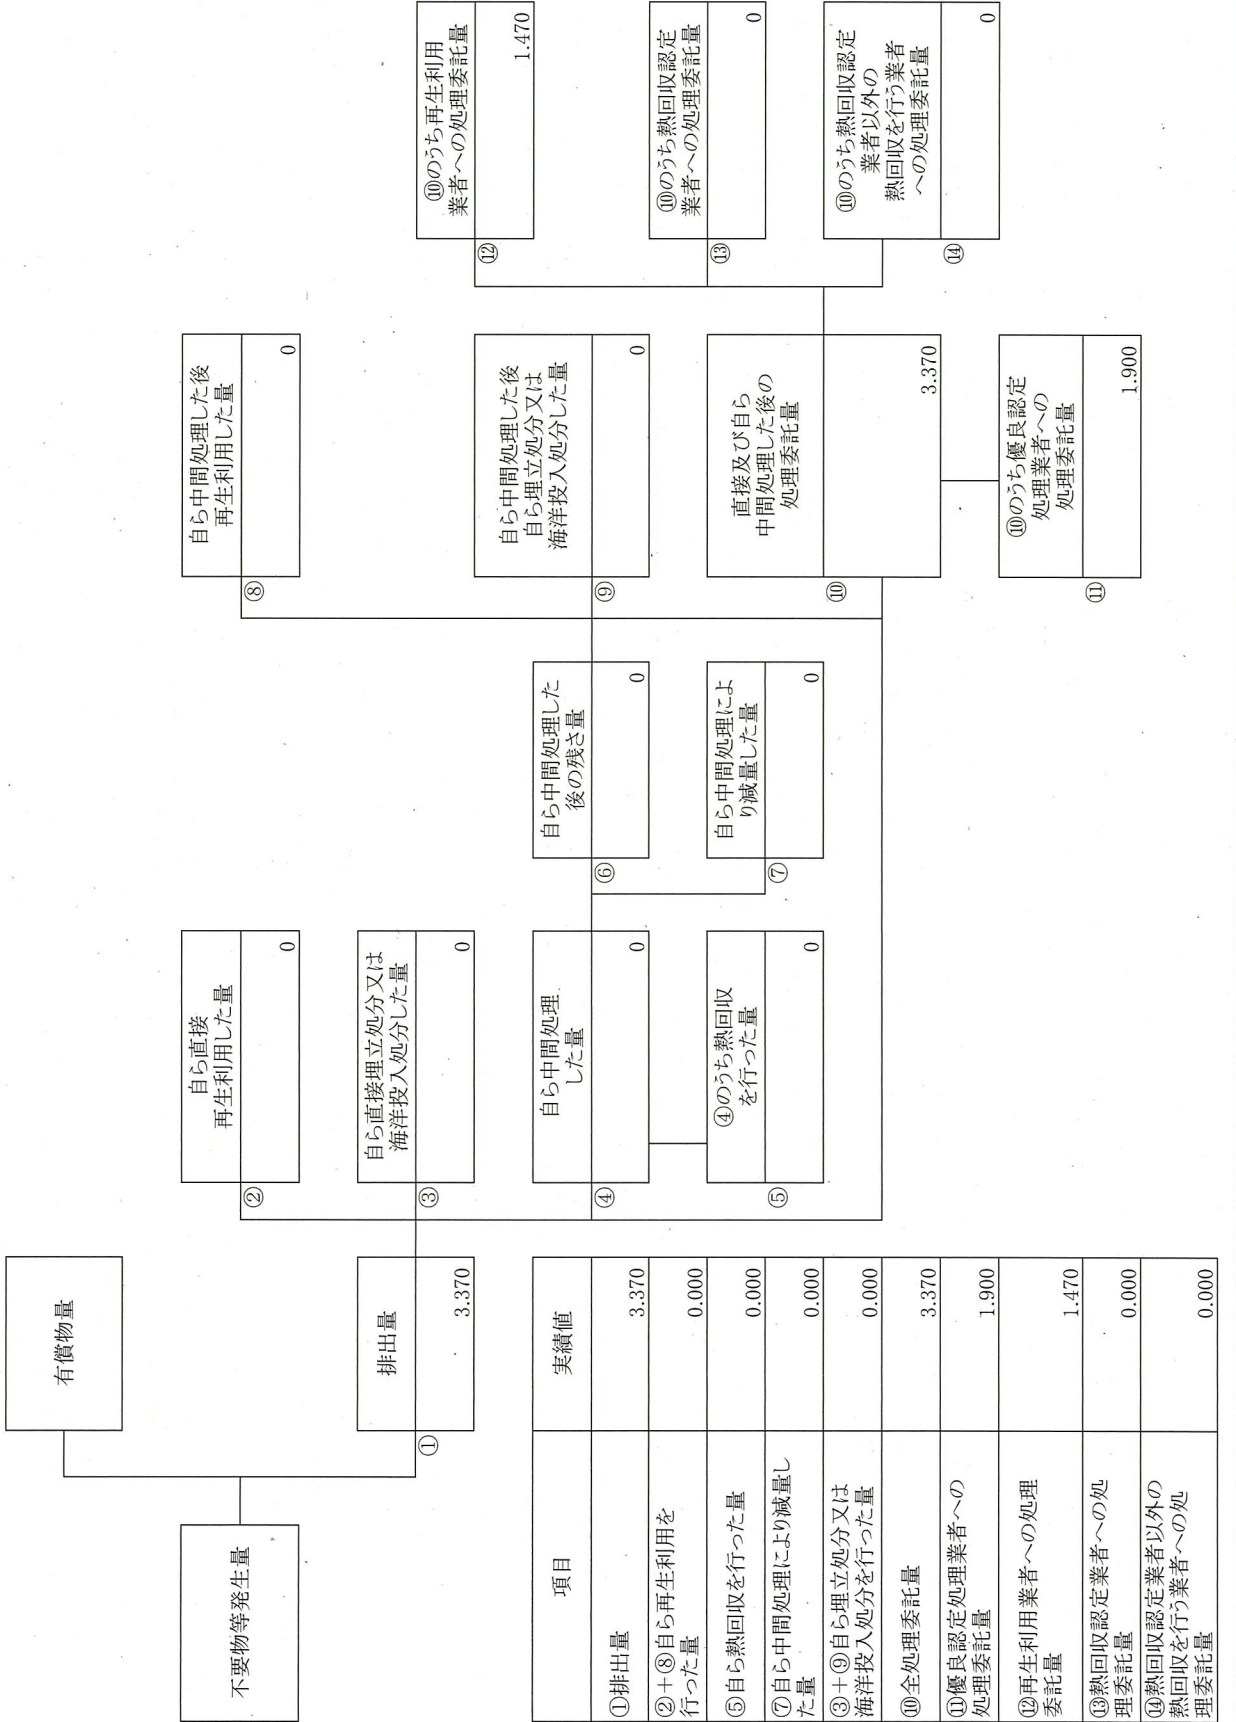 不要物等発生量
有償物量
①
排出量
3.370
②
自ら直接
再生利用した量
0
③
自ら直接埋立処分又は
海洋投入処分した量
0
④
自ら中間処理
した量
0
⑤
④のうち熱回収
を行った量
0
⑥
自ら中間処理した
後の残さ量
0
⑦
自ら中間処理によ
り減量した量
0
⑧
自ら中間処理した後
再生利用した量
0
⑨
自ら中間処理した後
自ら埋立処分又は
海洋投入処分した量
0
⑩
直接及び自ら
中間処理した後の
処理委託量
3.370
⑪
⑩のうち優良認定
処理業者への
処理委託量
1.900
⑫
⑩のうち再生利用
業者への処理委託量
1.470
⑬
⑩のうち熱回収認定
業者への処理委託量
0
⑭
⑩のうち熱回収認定
業者以外の
熱回収を行う業者
への処理委託量
0
項目 実績値
①排出量 3.370
②+⑧自ら再生利用を
行った量 0.000
⑤自ら熱回収を行った量 0.000
⑦自ら中間処理により減量し
た量 0.000
③+⑨自ら埋立処分又は
海洋投入処分を行った量 0.000
⑩全処理委託量 3.370
⑪優良認定処理業者への
処理委託量 1.900
⑫再生利用業者への処理
委託量 1.470
⑬熱回収認定業者への処
理委託量 0.000
⑭熱回収認定業者以外の
熱回収を行う業者への処
理委託量 0.000